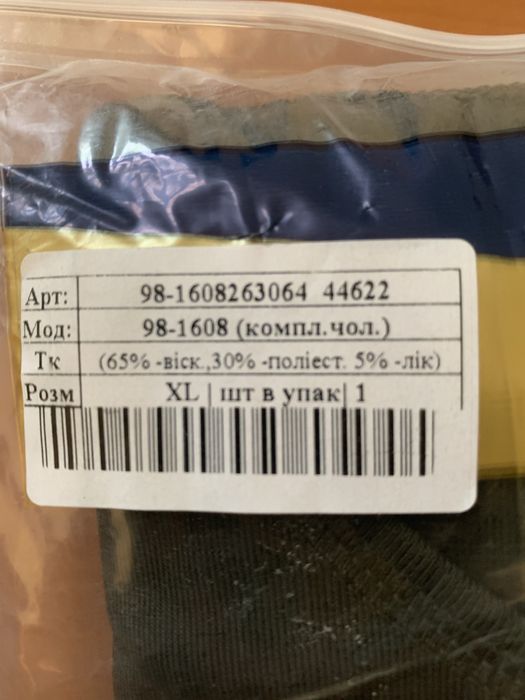 Арт: 98-1608263064 44622
Мод: 98-1608 (компл.чол.)
Тк (65% -віск.,30% -поліест. 5% -лік)
Розм XL | шт в упак| 1